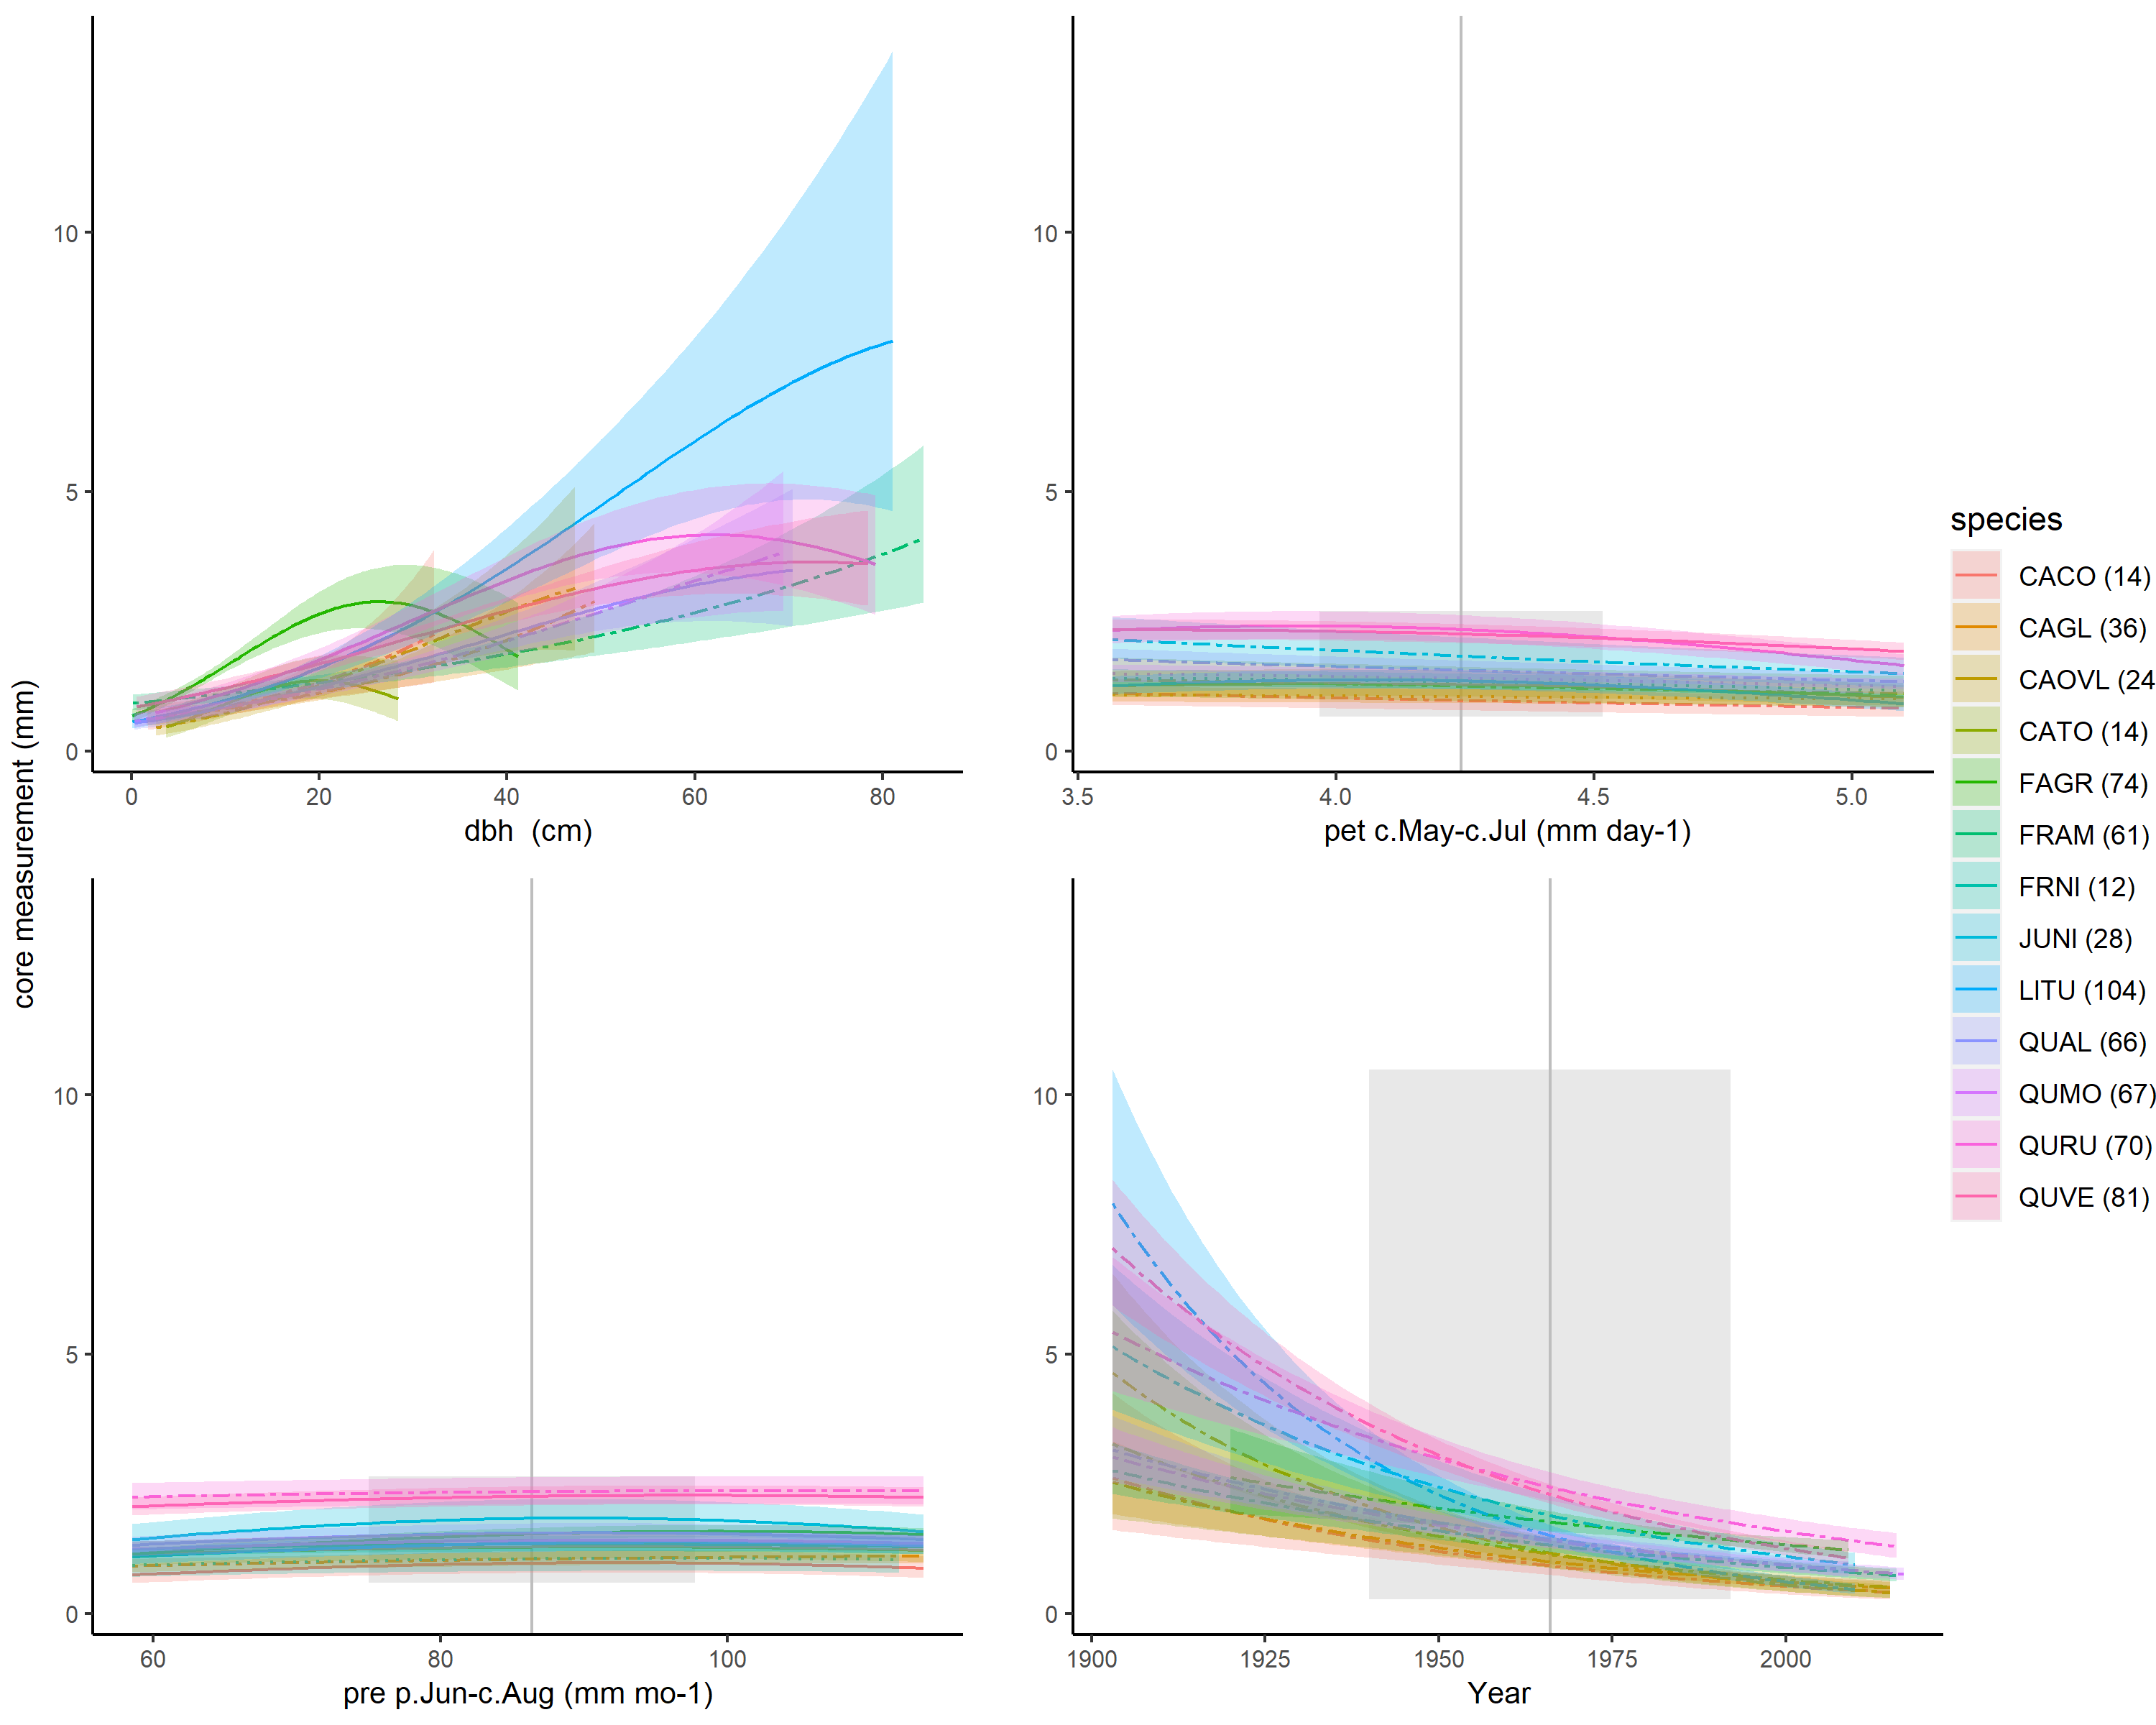 core measurement (mm)
10
5
0
0 20 40 60 80
dbh (cm)
10
5
0
3.5 4.0 4.5 5.0
pet c.May-c.Jul (mm day-1)
10
5
0
60 80 100
pre p.Jun-c.Aug (mm mo-1)
10
5
0
1900 1925 1950 1975 2000
Year
species
CACO (14)
CAGL (36)
CAOVL (24
CATO (14)
FAGR (74)
FRAM (61)
FRNI (12)
JUNI (28)
LITU (104)
QUAL (66)
QUMO (67)
QURU (70)
QUVE (81)